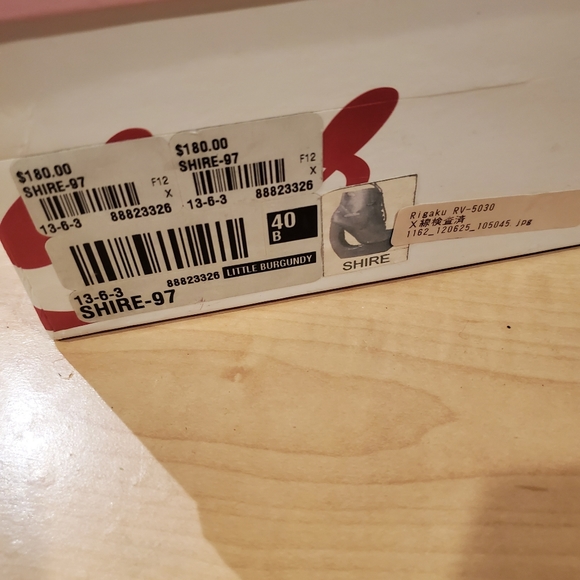 $180.00
SHIRE-97
F12
X
13-6-3
88823326
$180.00
SHIRE-97
F12
X
13-6-3
88823326
40
B
88823326
LITTLE BURGUNDY
13-6-3
SHIRE-97
SHIRE
Rigaku RV-5030
X線検査済
1162_120625_105045.jpg